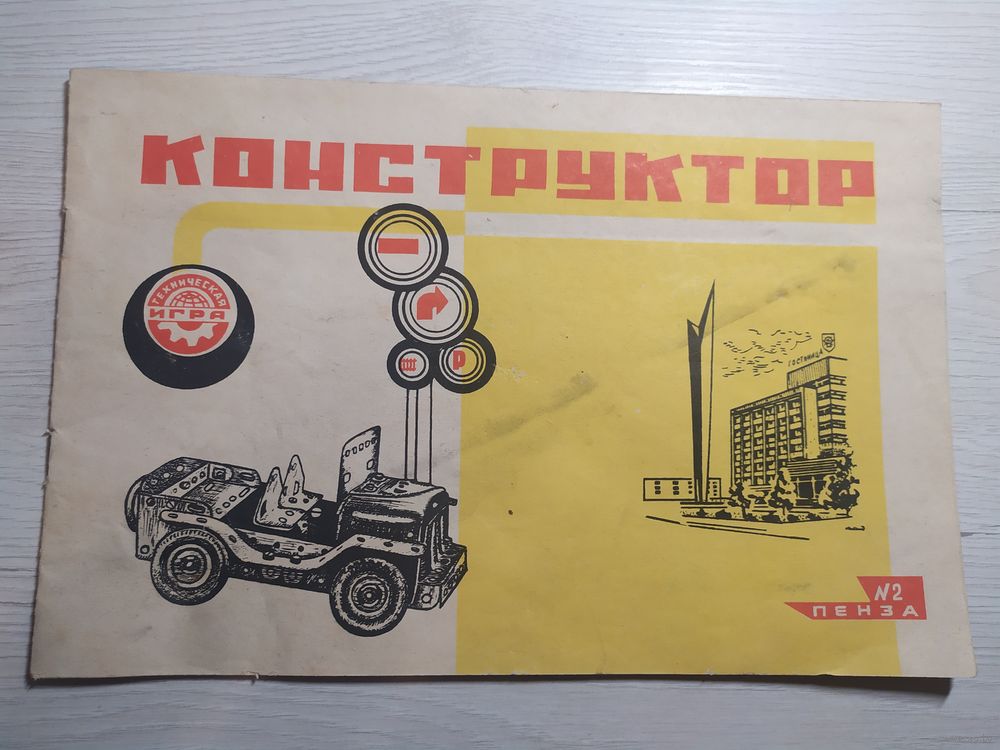 КОНСТРУКТОР
ТЕХНИЧЕСКАЯ
ИГРА
Р
ГОСТИНИЦА
N2
ПЕНЗА